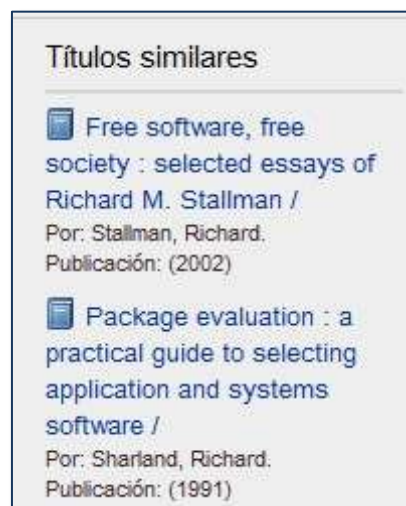 Títulos similares
Free software, free
society : selected essays of
Richard M. Stallman /
Por: Stallman, Richard.
Publicación: (2002)
Package evaluation : a
practical guide to selecting
application and systems
software /
Por: Sharland, Richard.
Publicación: (1991)